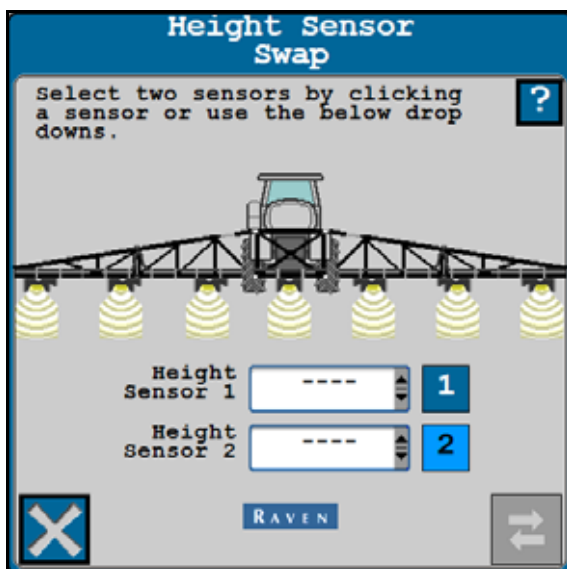 Height Sensor
Swap
Select two sensors by clicking
a sensor or use the below drop
downs.
?
Height
Sensor 1
----
1
Height
Sensor 2
----
2
RAVEN